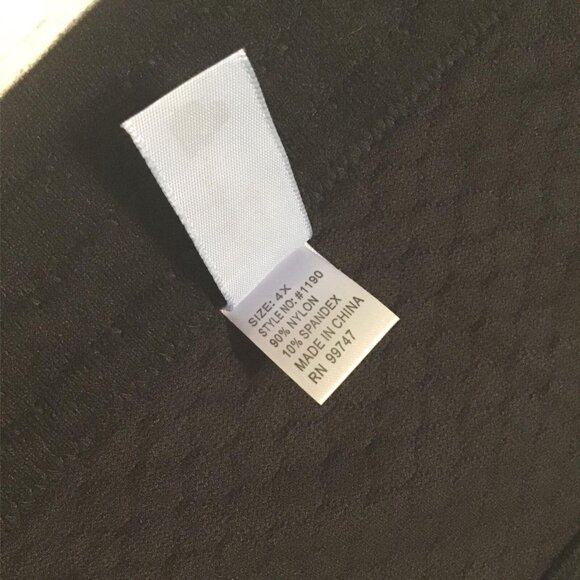 SIZE: 4X
STYLE NO: #1190
90% NYLON
10% SPANDEX
MADE IN CHINA
RN 99747